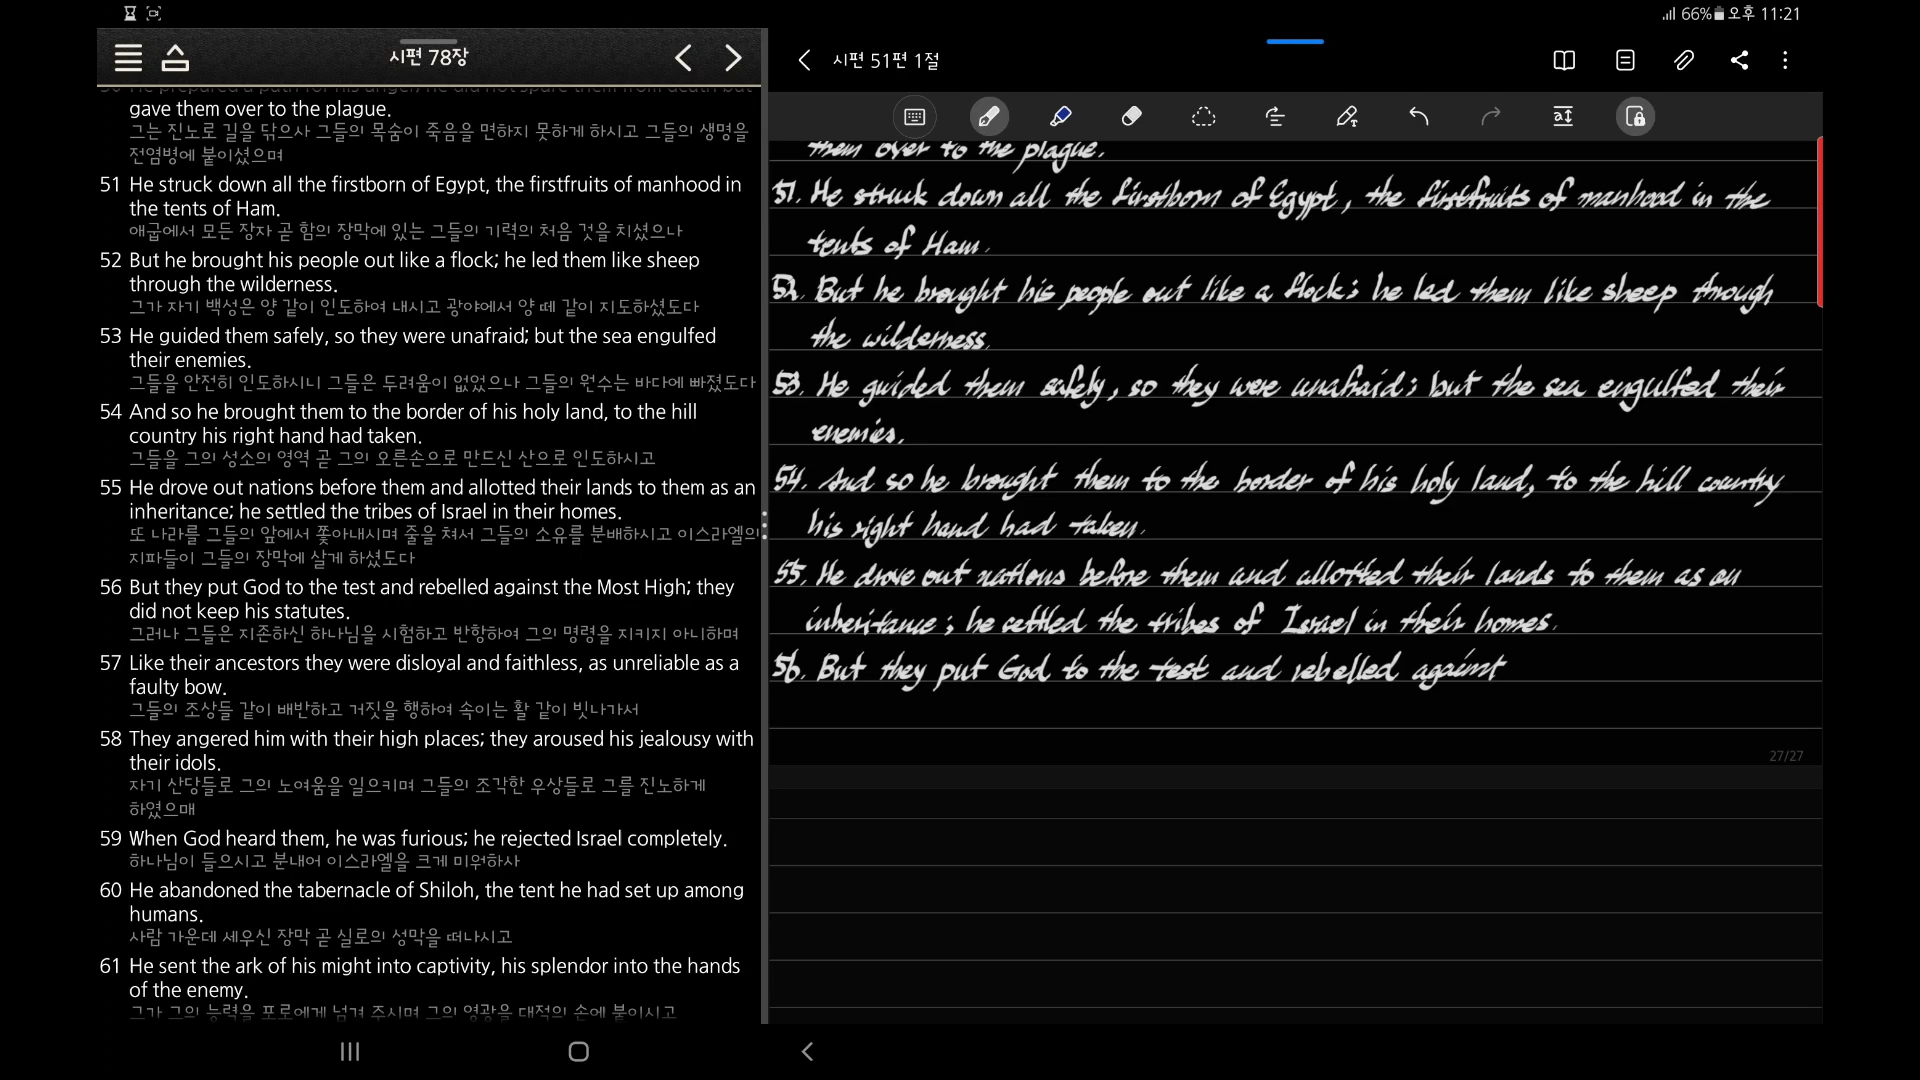 66% 오후 11:21
시편 78장
gave them over to the plague.
그는 진노로 길을 닦으사 그들의 목숨이 죽음을 면하지 못하게 하시고 그들의 생명을
전염병에 붙이셨으며
51 He struck down all the firstborn of Egypt, the firstfruits of manhood in
the tents of Ham.
애굽에서 모든 장자 곧 함의 장막에 있는 그들의 기력의 처음 것을 치셨으나
52 But he brought his people out like a flock; he led them like sheep
through the wilderness.
그가 자기 백성은 양 같이 인도하여 내시고 광야에서 양 떼 같이 지도하셨도다
53 He guided them safely, so they were unafraid; but the sea engulfed
their enemies.
그들을 안전히 인도하시니 그들은 두려움이 없었으나 그들의 원수는 바다에 빠졌도다
54 And so he brought them to the border of his holy land, to the hill
country his right hand had taken.
그들을 그의 성소의 영역 곧 그의 오른손으로 만드신 산으로 인도하시고
55 He drove out nations before them and allotted their lands to them as an
inheritance; he settled the tribes of Israel in their homes.
또 나라를 그들의 앞에서 쫓아내시며 줄을 쳐서 그들의 소유를 분배하시고 이스라엘의
지파들이 그들의 장막에 살게 하셨도다
56 But they put God to the test and rebelled against the Most High; they
did not keep his statutes.
그러나 그들은 지존하신 하나님을 시험하고 반항하여 그의 명령을 지키지 아니하며
57 Like their ancestors they were disloyal and faithless, as unreliable as a
faulty bow.
그들의 조상들 같이 배반하고 거짓을 행하여 속이는 활 같이 빗나가서
58 They angered him with their high places; they aroused his jealousy with
their idols.
자기 산당들로 그의 노여움을 일으키며 그들의 조각한 우상들로 그를 진노하게
하였으매
59 When God heard them, he was furious; he rejected Israel completely.
하나님이 들으시고 분내어 이스라엘을 크게 미워하사
60 He abandoned the tabernacle of Shiloh, the tent he had set up among
humans.
사람 가운데 세우신 장막 곧 실로의 성막을 떠나시고
61 He sent the ark of his might into captivity, his splendor into the hands
of the enemy.
그가 그의 능력을 포로에게 넘겨 주시며 그의 영광을 대적의 손에 붙이시고
시편 51편 1절
them over to the plague.
51. He struck down all the firstborn of Egypt, the firstfruits of manhood in the
tents of Ham.
52. But he brought his people out like a flock; he led them like sheep through
the wilderness.
53. He guided them safely, so they were unafraid; but the sea engulfed their
enemies.
54. And so he brought them to the border of his holy land, to the hill country
his right hand had taken.
55. He drove out nations before them and allotted their lands to them as an
inheritance; he settled the tribes of Israel in their homes.
56. But they put God to the test and rebelled against
27/27